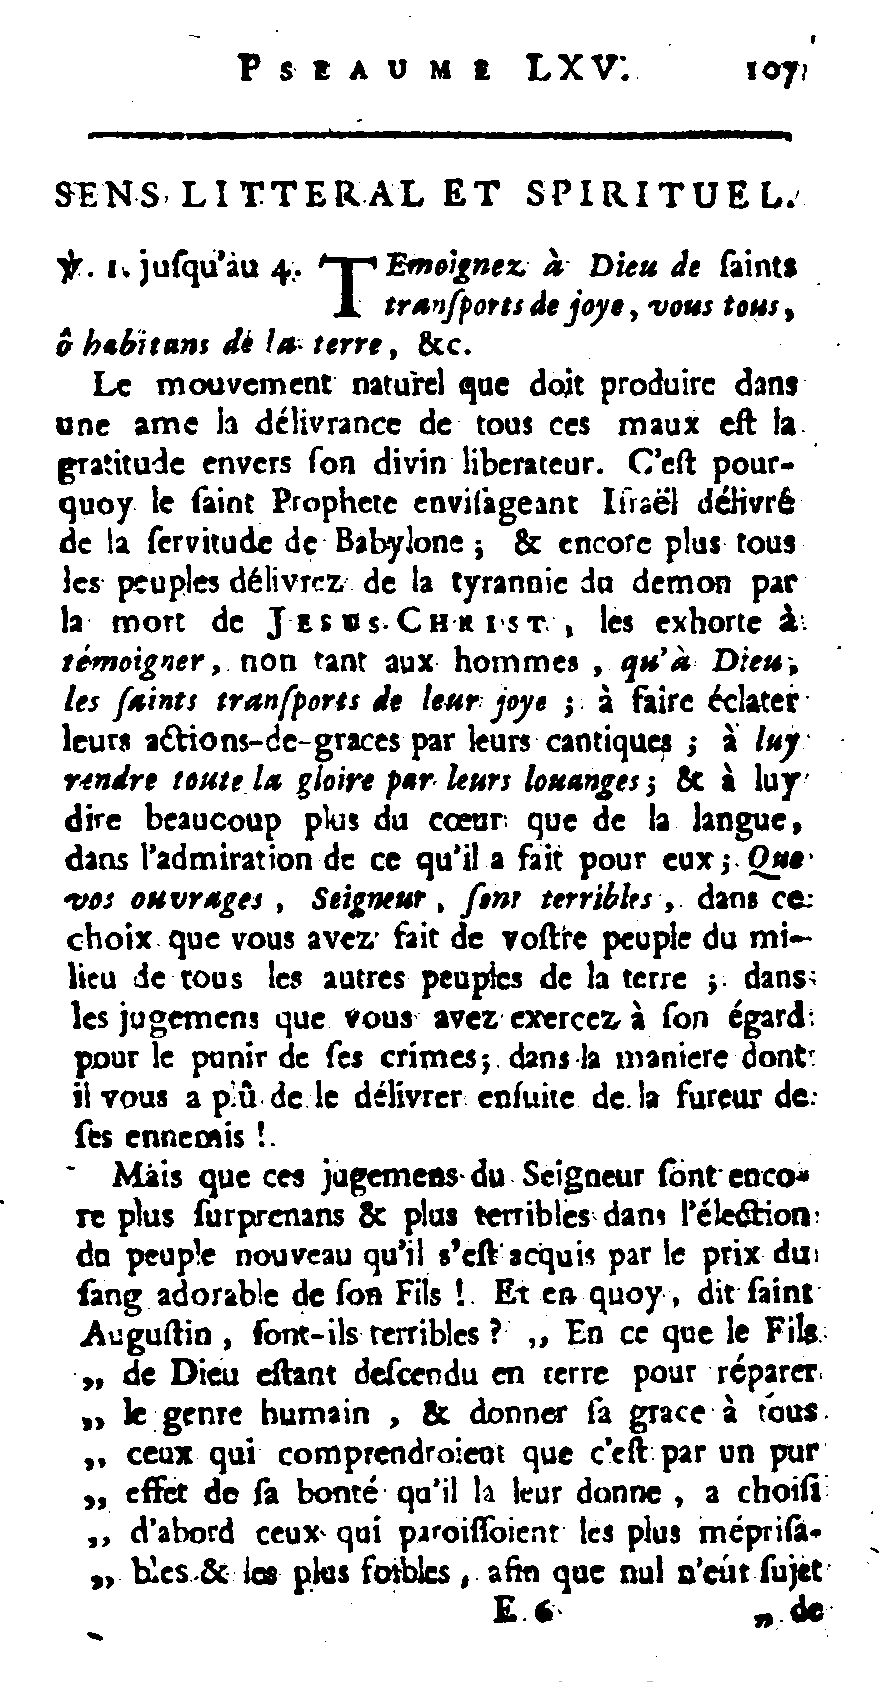 PSEAUME LXV. 107
SENS LITTERAL ET SPIRITUEL.
℣. 1. juſqu'au 4. TEmoignez à Dieu de ſaints
tranſports de joye, vous tous,
ô habitans de la terre, &c.
Le mouvement naturel que doit produire dans
une ame la délivrance de tous ces maux eſt la
gratitude envers ſon divin liberateur. C'eſt pour-
quoy le ſaint Prophete enviſageant Iſraël délivré
de la ſervitude de Babylone ; & encore plus tous
les peuples délivrez de la tyrannie du demon par
la mort de JESUS-CHRIST, les exhorte à
témoigner, non tant aux hommes, qu'à Dieu,
les ſaints tranſports de leur joye ; à faire éclater
leurs actions-de-graces par leurs cantiques ; à luy
rendre toute la gloire par leurs louanges ; & à luy
dire beaucoup plus du cœur que de la langue,
dans l'admiration de ce qu'il a fait pour eux ; Que
vos ouvrages, Seigneur, ſont terribles, dans ce
choix que vous avez fait de voſtre peuple du mi-
lieu de tous les autres peuples de la terre ; dans
les jugemens que vous avez exercez à ſon égard
pour le punir de ſes crimes ; dans la maniere dont
il vous a plû de le délivrer enſuite de la fureur de
ſes ennemis !
Mais que ces jugemens du Seigneur ſont enco-
re plus ſurprenans & plus terribles dans l'élection
du peuple nouveau qu'il s'eſt acquis par le prix du
ſang adorable de ſon Fils ! Et en quoy, dit ſaint
Auguſtin, ſont-ils terribles ? ,, En ce que le Fils
,, de Dieu eſtant deſcendu en terre pour réparer
,, le genre humain, & donner ſa grace à tous
,, ceux qui comprendroient que c'eſt par un pur
,, effet de ſa bonté qu'il la leur donne, a choiſi
,, d'abord ceux qui paroiſſoient les plus mépriſa-
,, bles & les plus foibles, afin que nul n'eût ſujet
E 6 ,, de